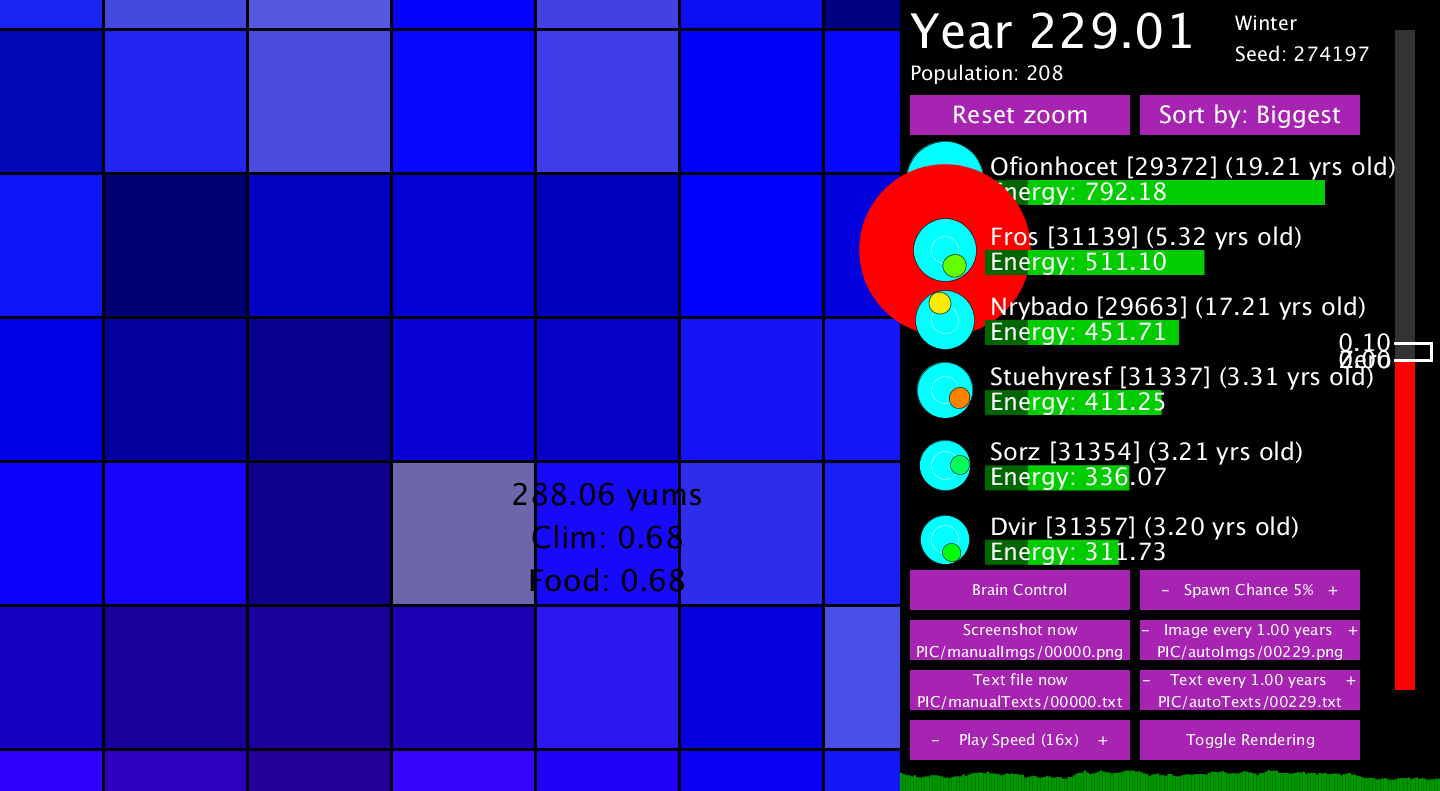 Year 229.01
Winter
Seed: 274197
Population: 208
Reset zoom
Sort by: Biggest
Ofionhocet [29372] (19.21 yrs old)
Energy: 792.18
Fros [31139] (5.32 yrs old)
Energy: 511.10
Nrybado [29663] (17.21 yrs old)
Energy: 451.71
0.10
Stuehyresf [31337] (3.31 yrs old)
Energy: 411.25
Sorz [31354] (3.21 yrs old)
Energy: 336.07
288.06 yums
Clim: 0.68
Food: 0.68
Dvir [31357] (3.20 yrs old)
Energy: 311.73
Brain Control
- Spawn Chance 5% +
Screenshot now
PIC/manualImgs/00000.png
- Image every 1.00 years +
PIC/autoImgs/00229.png
Text file now
PIC/manualTexts/00000.txt
- Text every 1.00 years +
PIC/autoTexts/00229.txt
- Play Speed (16x) +
Toggle Rendering